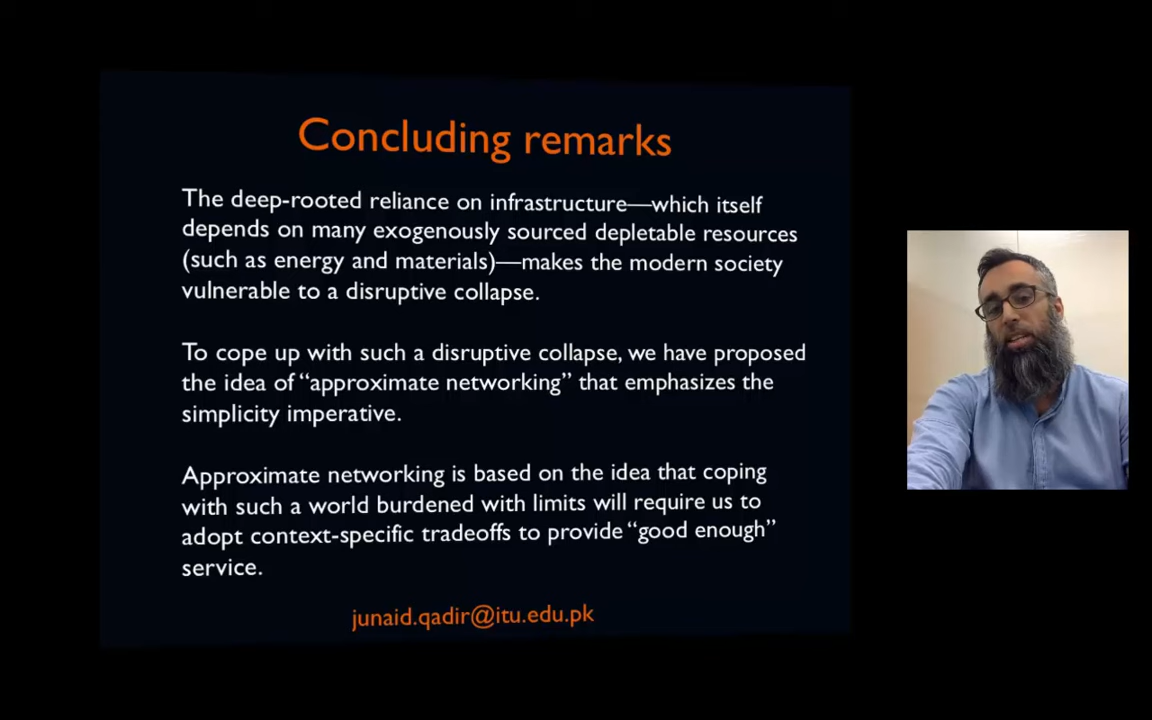 Concluding remarks
The deep-rooted reliance on infrastructure—which itself
depends on many exogenously sourced depletable resources
(such as energy and materials)—makes the modern society
vulnerable to a disruptive collapse.
To cope up with such a disruptive collapse, we have proposed
the idea of “approximate networking” that emphasizes the
simplicity imperative.
Approximate networking is based on the idea that coping
with such a world burdened with limits will require us to
adopt context-specific tradeoffs to provide “good enough”
service.
junaid.qadir@itu.edu.pk